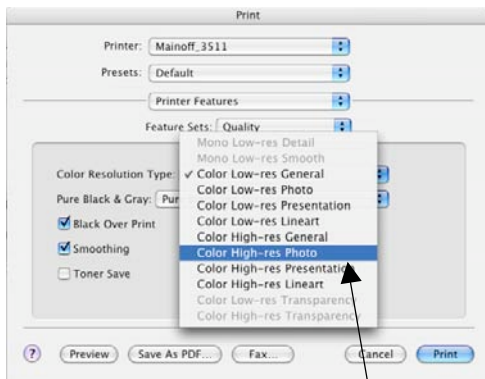 Print
Printer: Mainoff_3511
Presets: Default
Printer Features
Feature Sets: Quality
Mono Low-res Detail
Mono Low-res Smooth
Color Resolution Type: ✓ Color Low-res General
Color Low-res Photo
Pure Black & Gray: Pur
Color Low-res Presentation
Color Low-res Lineart
Black Over Print
Color High-res General
Color High-res Photo
Smoothing
Color High-res Presentation
Toner Save
Color High-res Lineart
Color Low-res Transparency
Color High-res Transparency
? Preview Save As PDF... Fax... Cancel Print